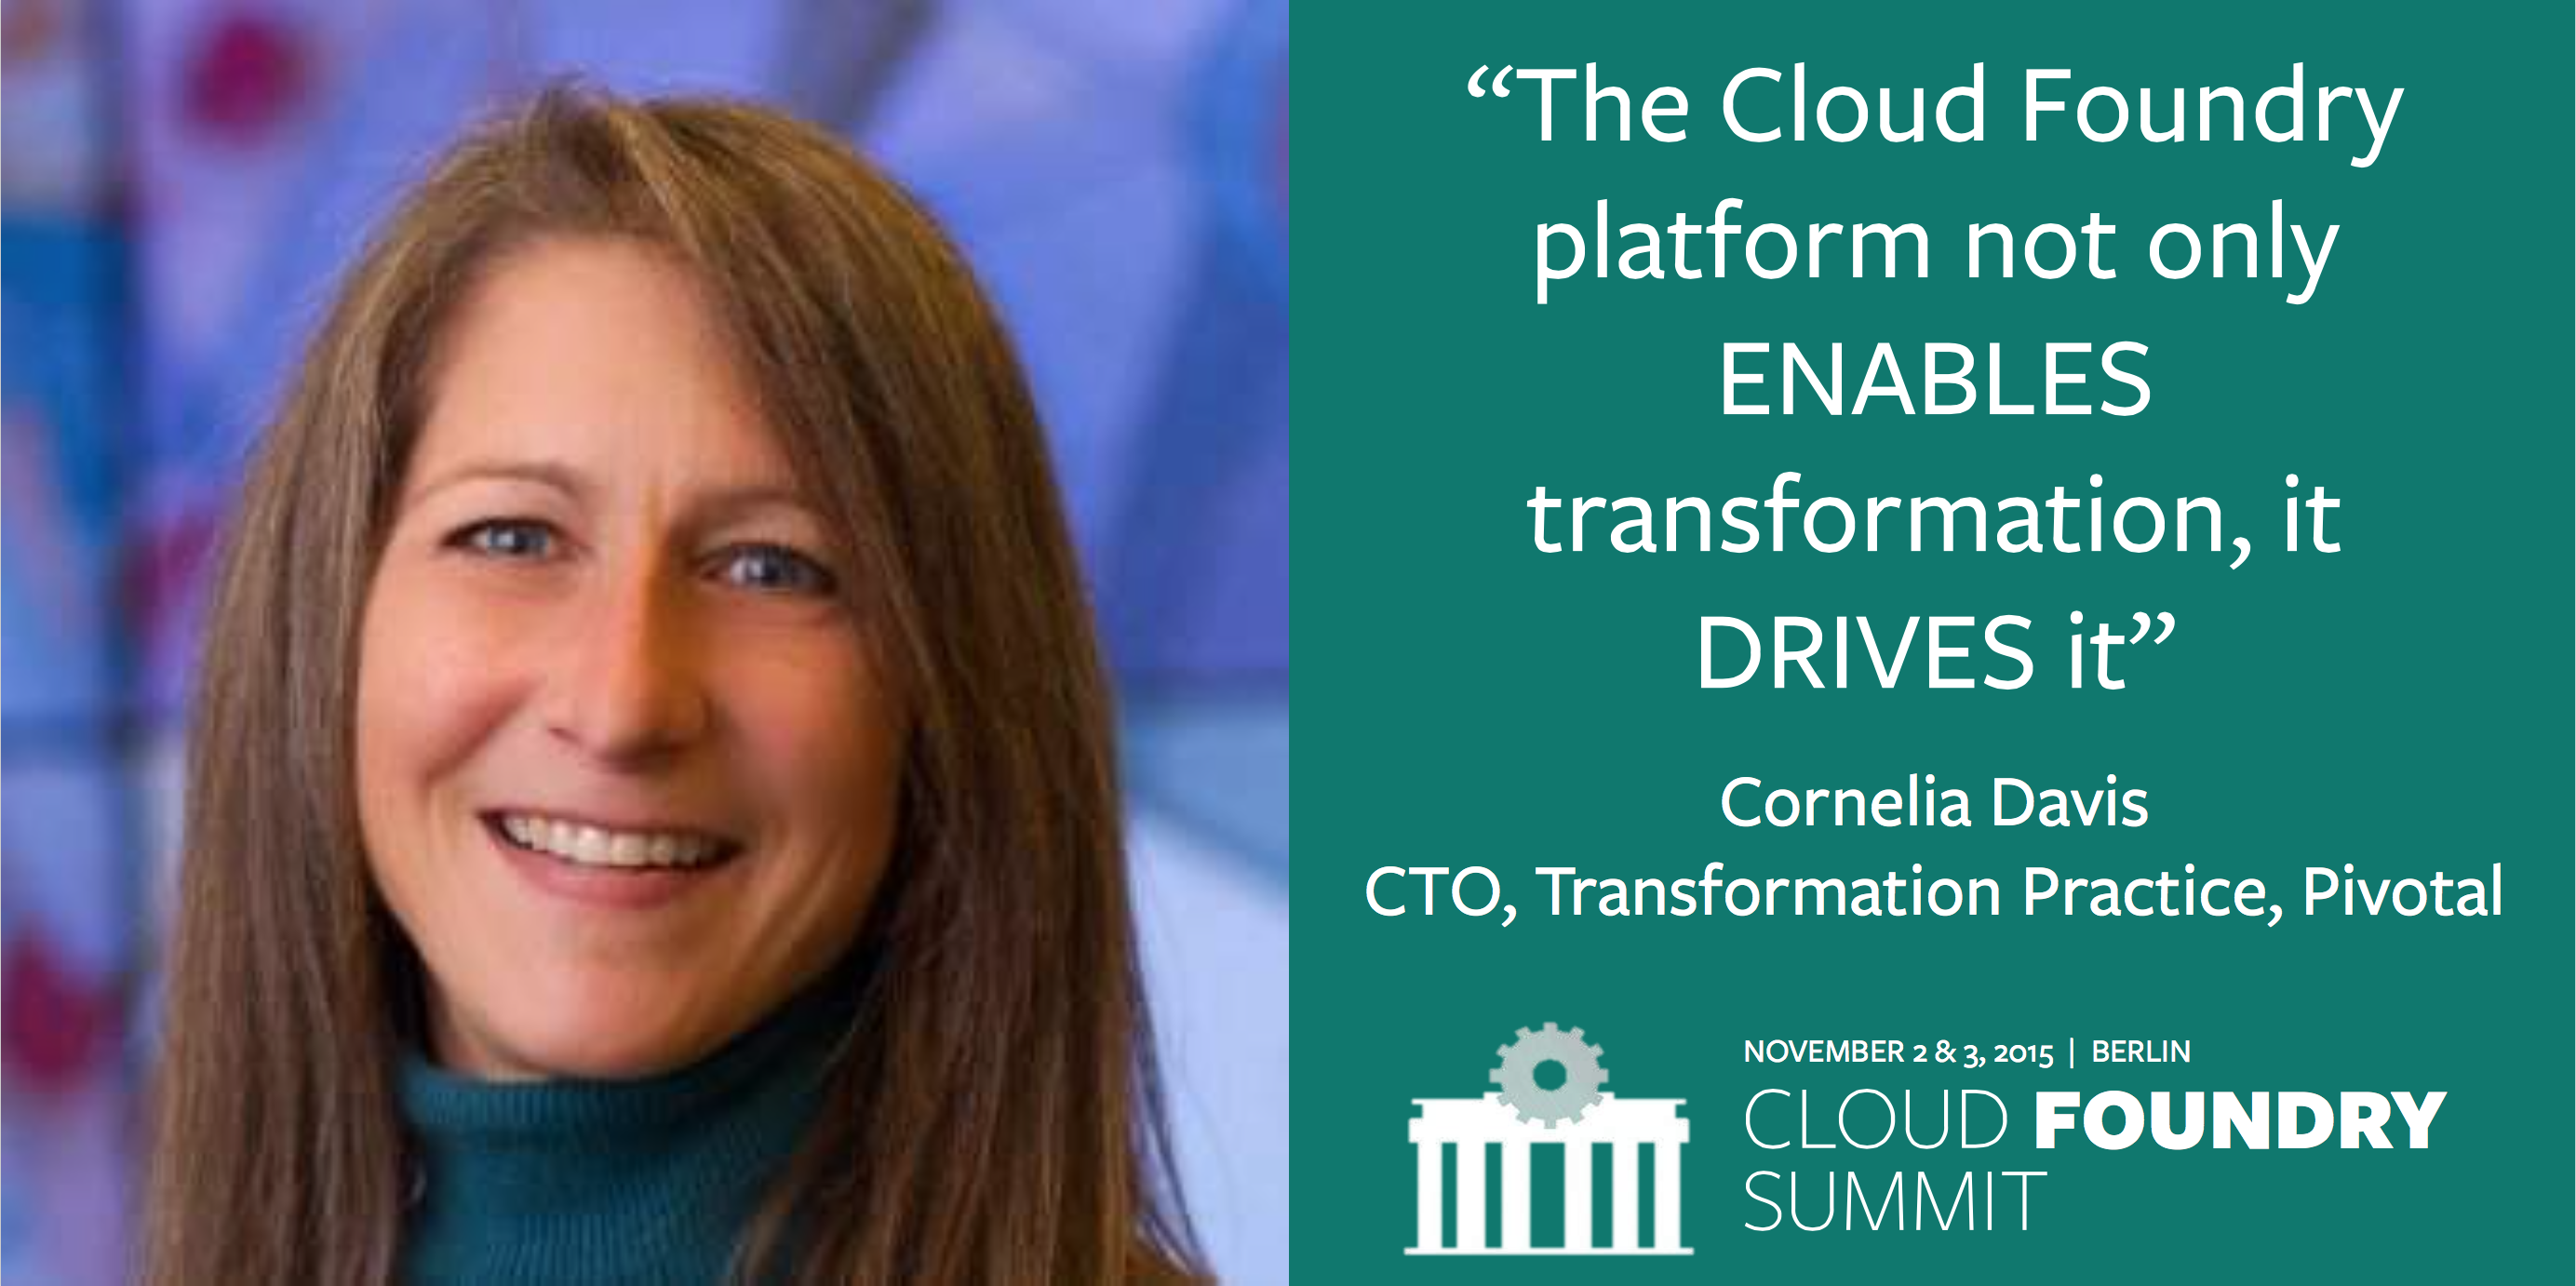 “The Cloud Foundry
platform not only
ENABLES
transformation, it
DRIVES it”
Cornelia Davis
CTO, Transformation Practice, Pivotal
NOVEMBER 2 & 3, 2015 | BERLIN
CLOUD FOUNDRY
SUMMIT